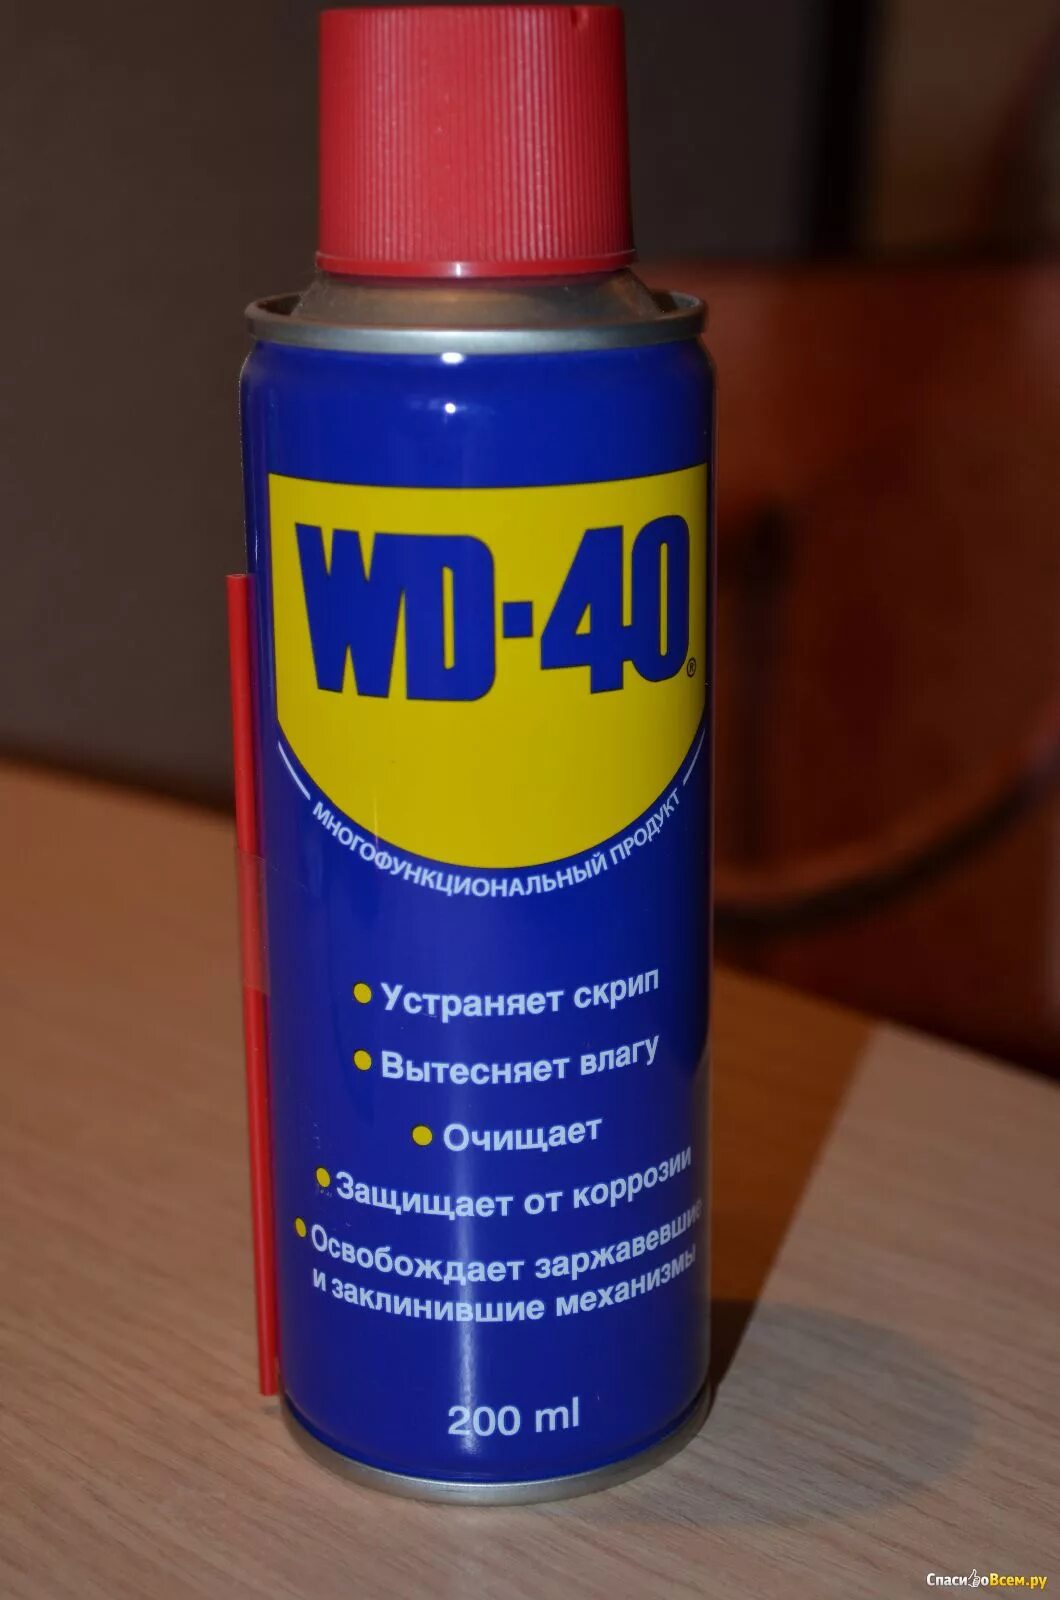 WD-40®
МНОГОФУНКЦИОНАЛЬНЫЙ ПРОДУКТ
Устраняет скрип
Вытесняет влагу
Очищает
Защищает от коррозии
Освобождает заржавевшие
и заклинившие механизмы
200 ml
СпасибоВсем.ру